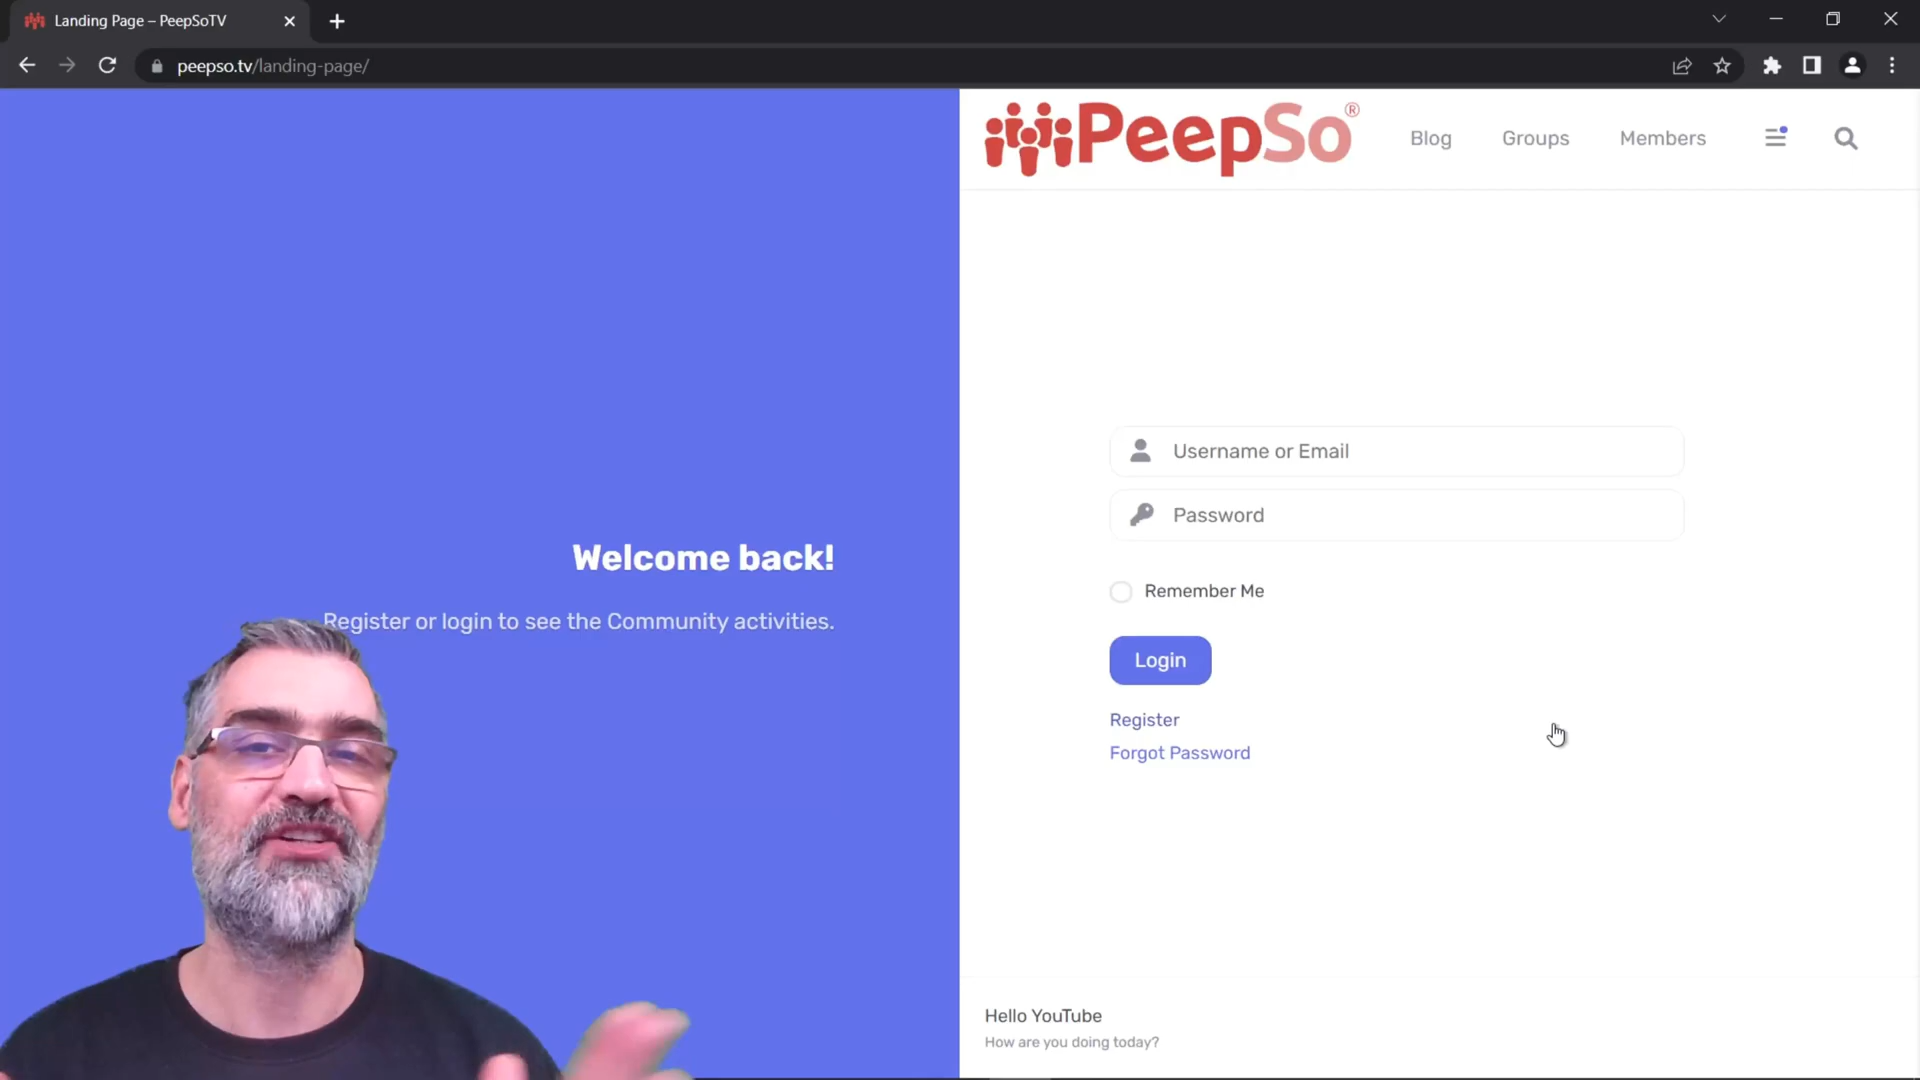 Landing Page – PeepSoTV
peepso.tv/landing-page/
PeepSo®
Blog
Groups
Members
Username or Email
Password
Welcome back!
Remember Me
Register or login to see the Community activities.
Login
Register
Forgot Password
Hello YouTube
How are you doing today?